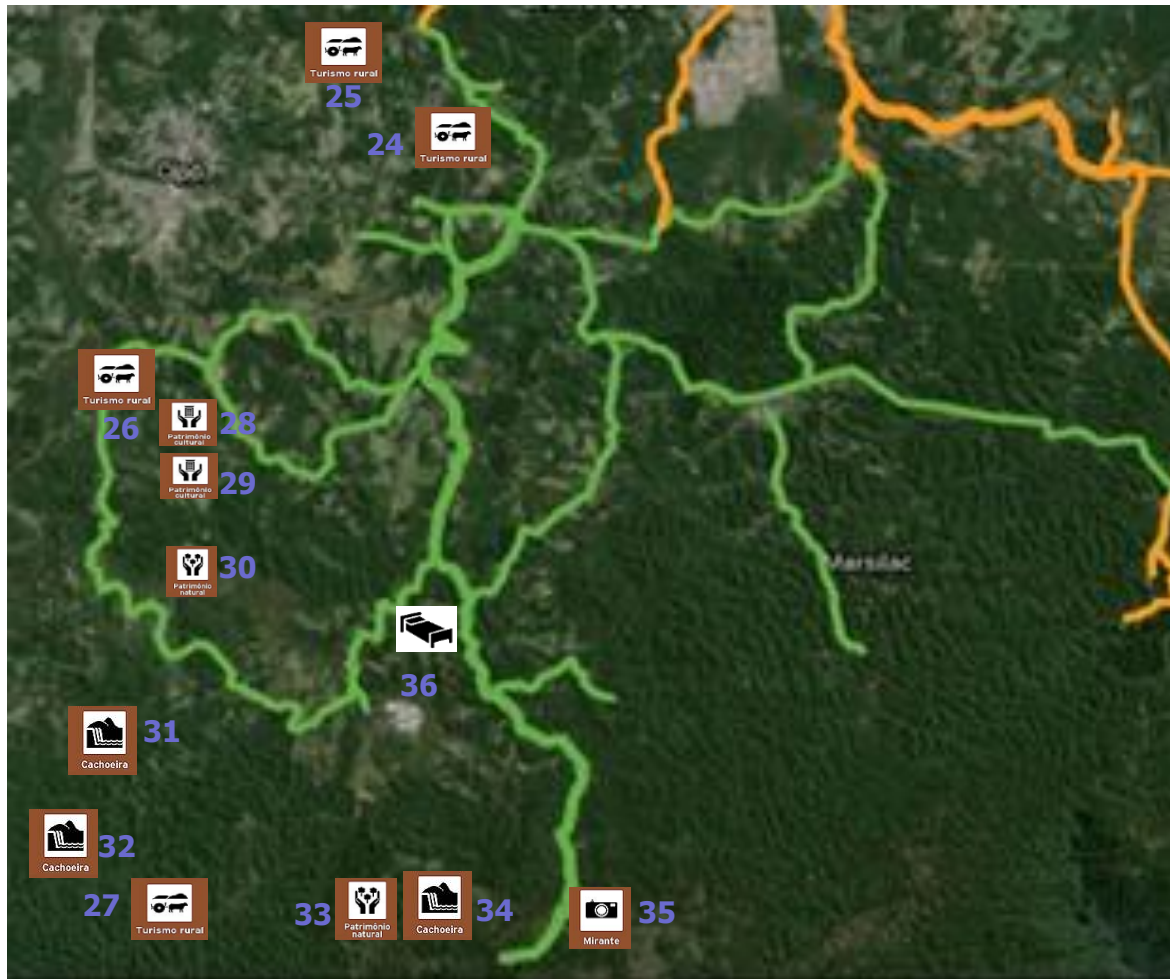 Turismo rural
25
24
Turismo rural
Turismo rural
26
Patrimônio
cultural
28
Patrimônio
cultural
29
Patrimônio
natural
30
Marsilac
36
Cachoeira
31
Cachoeira
32
27
Turismo rural
33
Patrimônio
natural
Cachoeira
34
Mirante
35